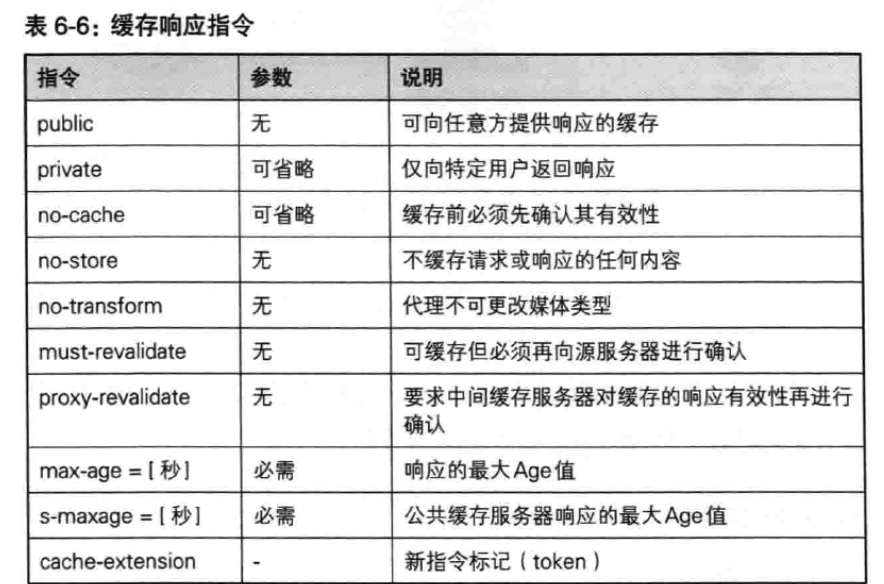 表 6-6：缓存响应指令
指令 参数 说明
public 无 可向任意方提供响应的缓存
private 可省略 仅向特定用户返回响应
no-cache 可省略 缓存前必须先确认其有效性
no-store 无 不缓存请求或响应的任何内容
no-transform 无 代理不可更改媒体类型
must-revalidate 无 可缓存但必须再向源服务器进行确认
proxy-revalidate 无 要求中间缓存服务器对缓存的响应有效性再进行
确认
max-age = [ 秒] 必需 响应的最大Age值
s-maxage = [ 秒] 必需 公共缓存服务器响应的最大Age值
cache-extension - 新指令标记（token）